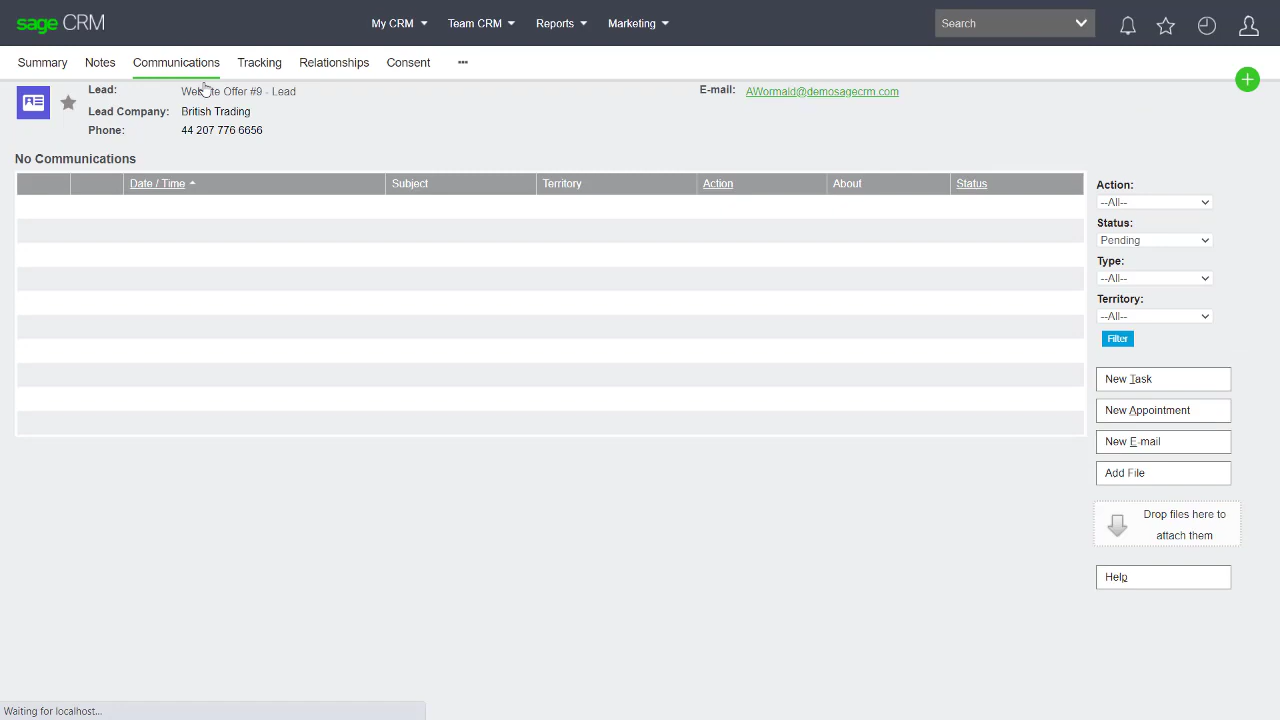 sage CRM My CRM Team CRM Reports Marketing Search
Summary Notes Communications Tracking Relationships Consent ...
Lead: Website Offer #9 - Lead E-mail: AWormald@demosagecrm.com
Lead Company: British Trading
Phone: 44 207 776 6656
No Communications
Date / Time Subject Territory Action About Status
Action:
--All--
Status:
Pending
Type:
--All--
Territory:
--All--
Filter
New Task
New Appointment
New E-mail
Add File
Drop files here to
attach them
Help
Waiting for localhost...